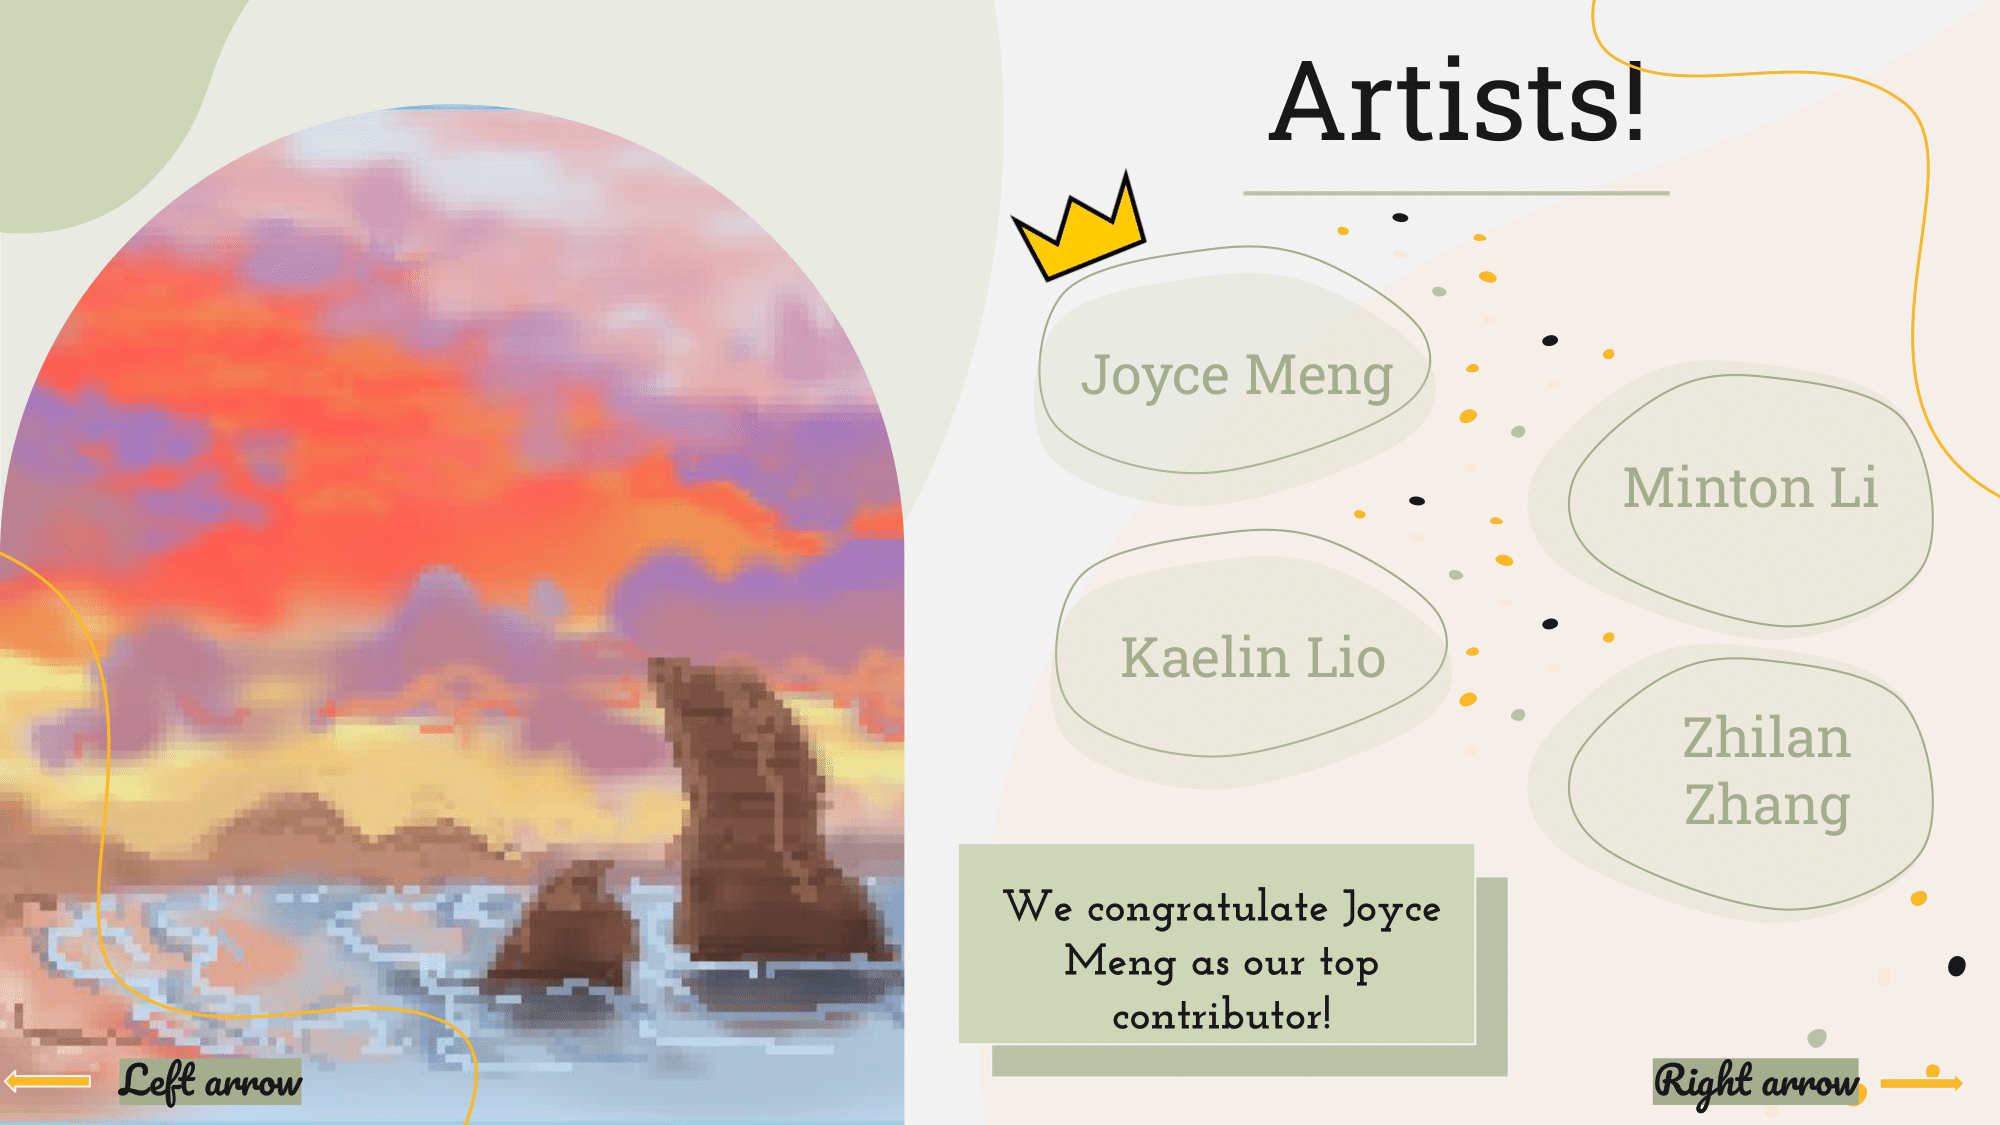 Artists!
Joyce Meng
Minton Li
Kaelin Lio
Zhilan
Zhang
We congratulate Joyce
Meng as our top
contributor!
Left arrow
Right arrow